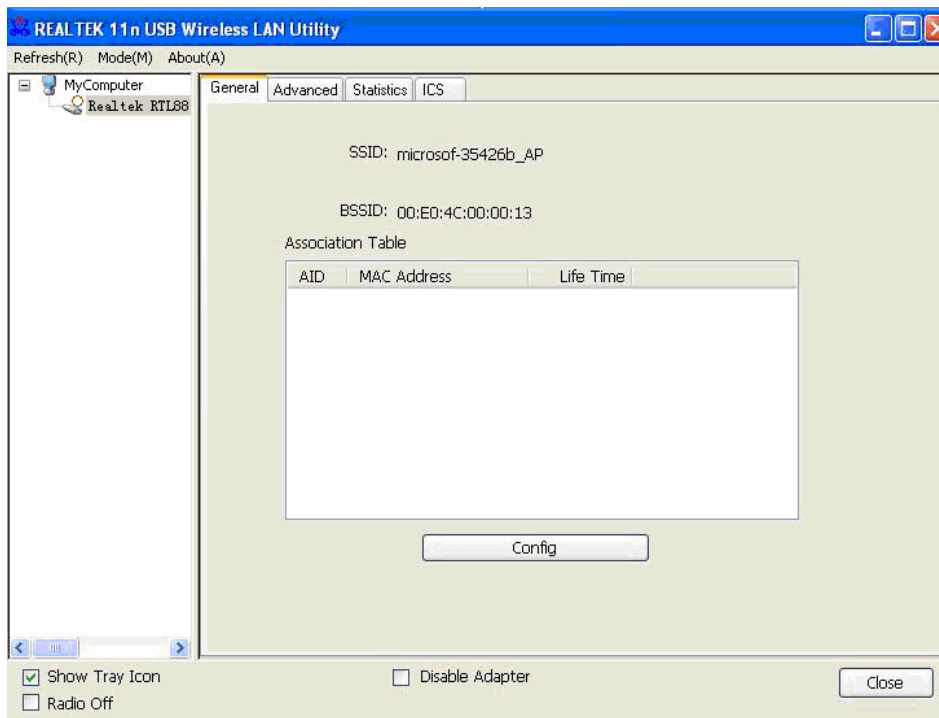 REALTEK 11n USB Wireless LAN Utility
Refresh(R) Mode(M) About(A)
MyComputer
Realtek RTL88
General Advanced Statistics ICS
SSID: microsof-35426b_AP
BSSID: 00:E0:4C:00:00:13
Association Table
AID MAC Address Life Time
Config
Show Tray Icon
Radio Off
Disable Adapter
Close